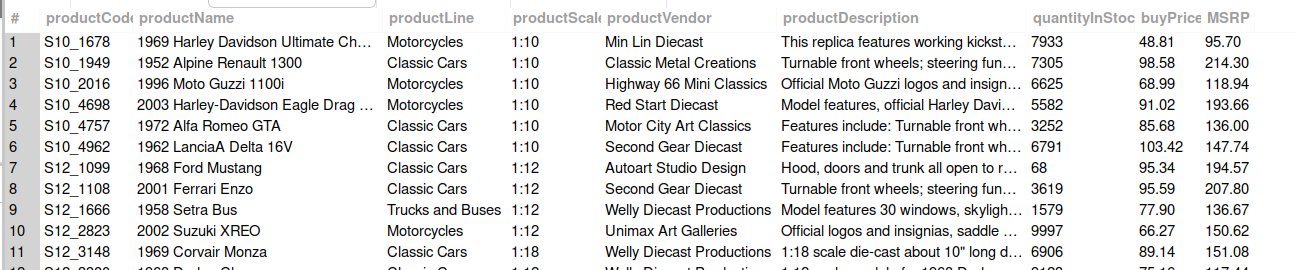 # productCode productName productLine productScale productVendor productDescription quantityInStoc buyPrice MSRP
1 S10_1678 1969 Harley Davidson Ultimate Ch… Motorcycles 1:10 Min Lin Diecast This replica features working kickst… 7933 48.81 95.70
2 S10_1949 1952 Alpine Renault 1300 Classic Cars 1:10 Classic Metal Creations Turnable front wheels; steering fun… 7305 98.58 214.30
3 S10_2016 1996 Moto Guzzi 1100i Motorcycles 1:10 Highway 66 Mini Classics Official Moto Guzzi logos and insign… 6625 68.99 118.94
4 S10_4698 2003 Harley-Davidson Eagle Drag … Motorcycles 1:10 Red Start Diecast Model features, official Harley Davi… 5582 91.02 193.66
5 S10_4757 1972 Alfa Romeo GTA Classic Cars 1:10 Motor City Art Classics Features include: Turnable front wh… 3252 85.68 136.00
6 S10_4962 1962 LanciaA Delta 16V Classic Cars 1:10 Second Gear Diecast Features include: Turnable front wh… 6791 103.42 147.74
7 S12_1099 1968 Ford Mustang Classic Cars 1:12 Autoart Studio Design Hood, doors and trunk all open to r… 68 95.34 194.57
8 S12_1108 2001 Ferrari Enzo Classic Cars 1:12 Second Gear Diecast Turnable front wheels; steering fun… 3619 95.59 207.80
9 S12_1666 1958 Setra Bus Trucks and Buses 1:12 Welly Diecast Productions Model features 30 windows, skyligh… 1579 77.90 136.67
10 S12_2823 2002 Suzuki XREO Motorcycles 1:12 Unimax Art Galleries Official logos and insignias, saddle … 9997 66.27 150.62
11 S12_3148 1969 Corvair Monza Classic Cars 1:18 Welly Diecast Productions 1:18 scale die-cast about 10" long d… 6906 89.14 151.08